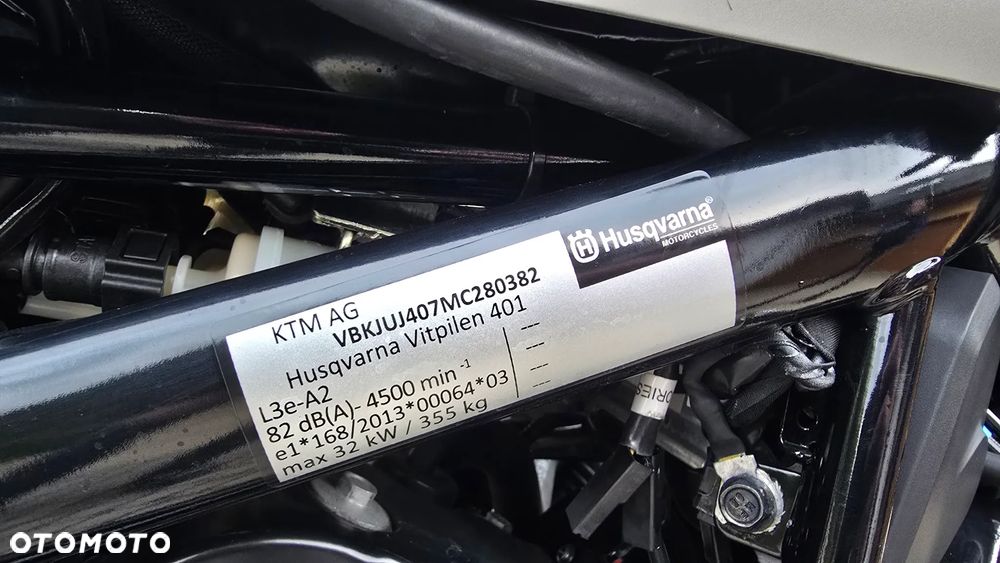 Husqvarna®
MOTORCYCLES
KTM AG
VBKJUJ407MC280382
Husqvarna Vitpilen 401
L3e-A2
82 dB(A)- 4500 min⁻¹
e1*168/2013*00064*03
max 32 kW / 355 kg
---
---
---
---
ORIES
OTOMOTO